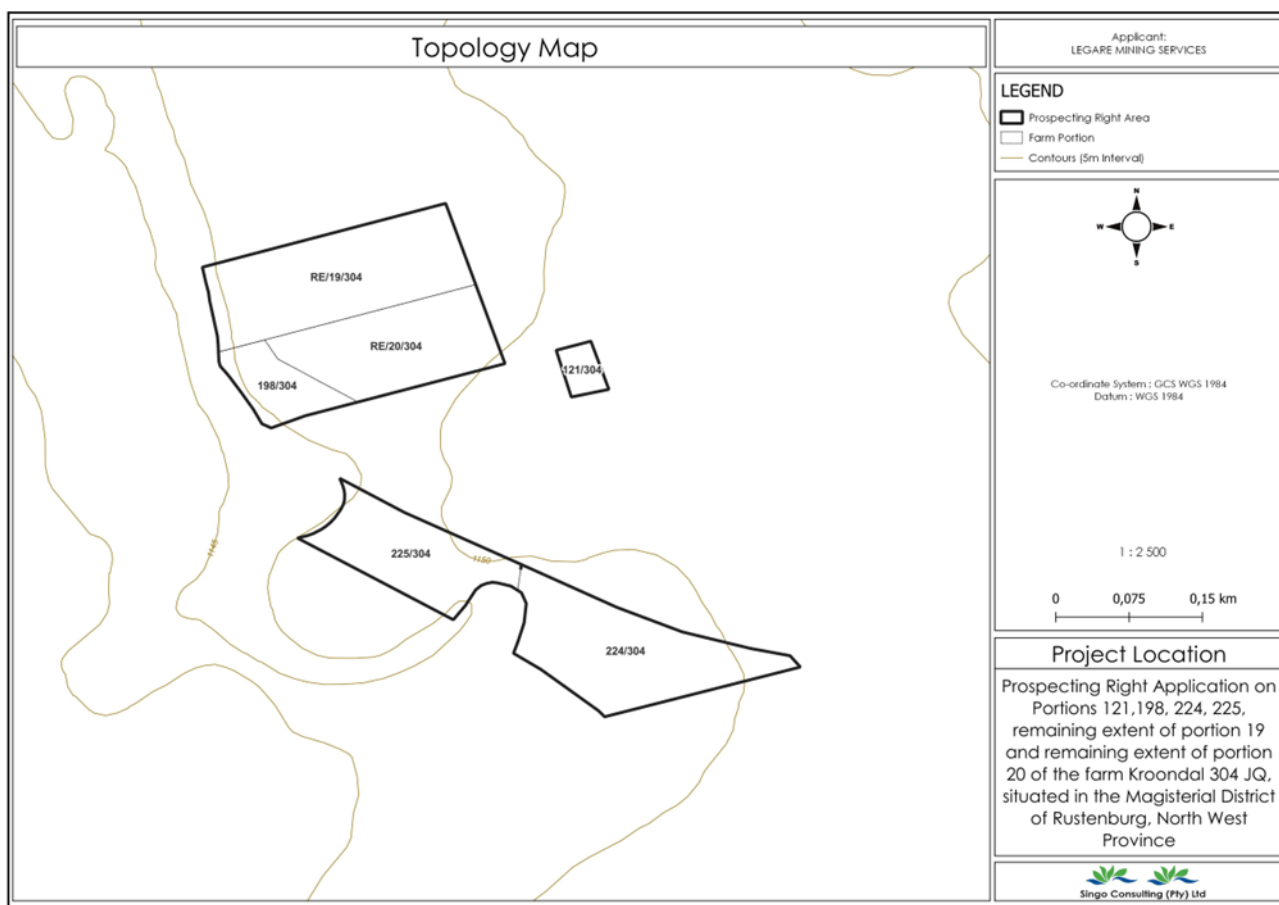 Topology Map
Applicant:
LEGARE MINING SERVICES
LEGEND
Prospecting Right Area
Farm Portion
Contours (5m Interval)
N
W
E
S
RE/19/304
RE/20/304
198/304
121/304
225/304
224/304
1145
1150
Co-ordinate System : GCS WGS 1984
Datum : WGS 1984
1 : 2 500
0 0,075 0,15 km
Project Location
Prospecting Right Application on
Portions 121,198, 224, 225,
remaining extent of portion 19
and remaining extent of portion
20 of the farm Kroondal 304 JQ,
situated in the Magisterial District
of Rustenburg, North West
Province
Singo Consulting (Pty) Ltd